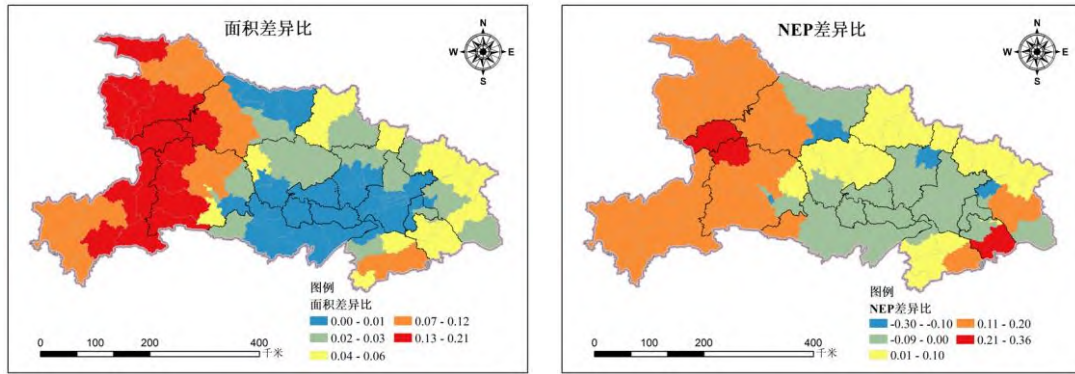 面积差异比
N
W
E
S
图例
面积差异比
0.00 - 0.01
0.02 - 0.03
0.04 - 0.06
0.07 - 0.12
0.13 - 0.21
0
100
200
400
千米
NEP差异比
N
W
E
S
图例
NEP差异比
-0.30 - -0.10
-0.09 - 0.00
0.01 - 0.10
0.11 - 0.20
0.21 - 0.36
0
100
200
400
千米